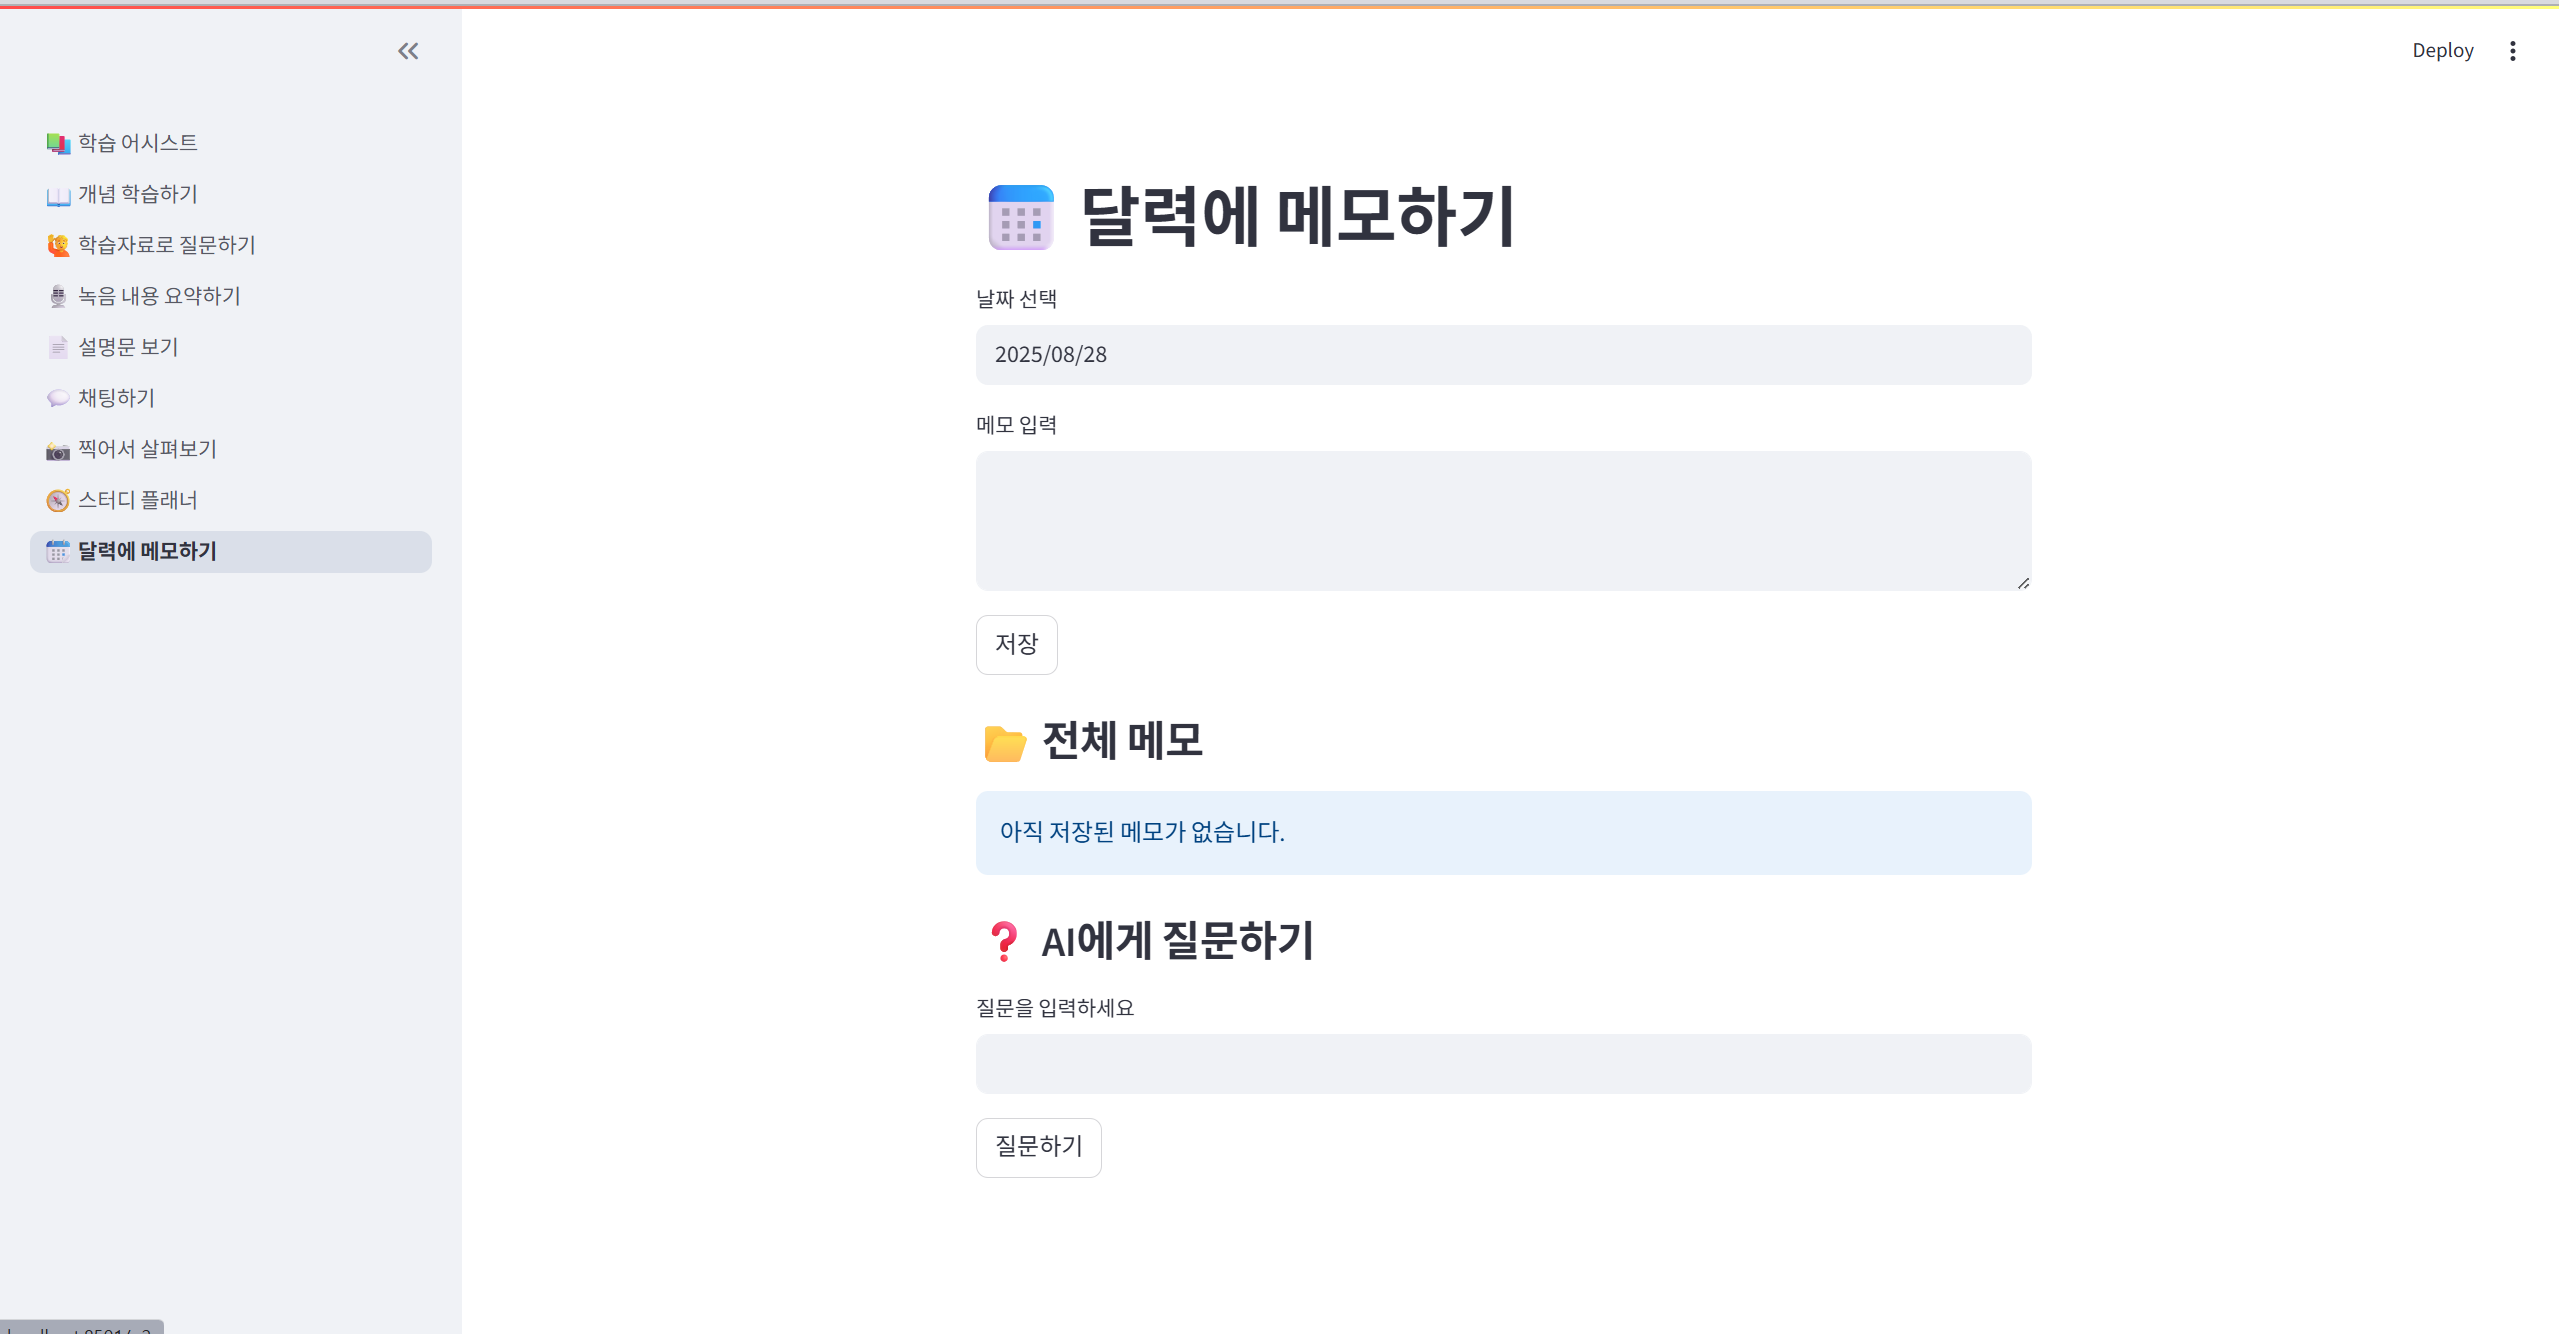 Deploy
학습 어시스트
개념 학습하기
학습자료로 질문하기
녹음 내용 요약하기
설명문 보기
채팅하기
찍어서 살펴보기
스터디 플래너
달력에 메모하기
달력에 메모하기
날짜 선택
2025/08/28
메모 입력
저장
전체 메모
아직 저장된 메모가 없습니다.
AI에게 질문하기
질문을 입력하세요
질문하기